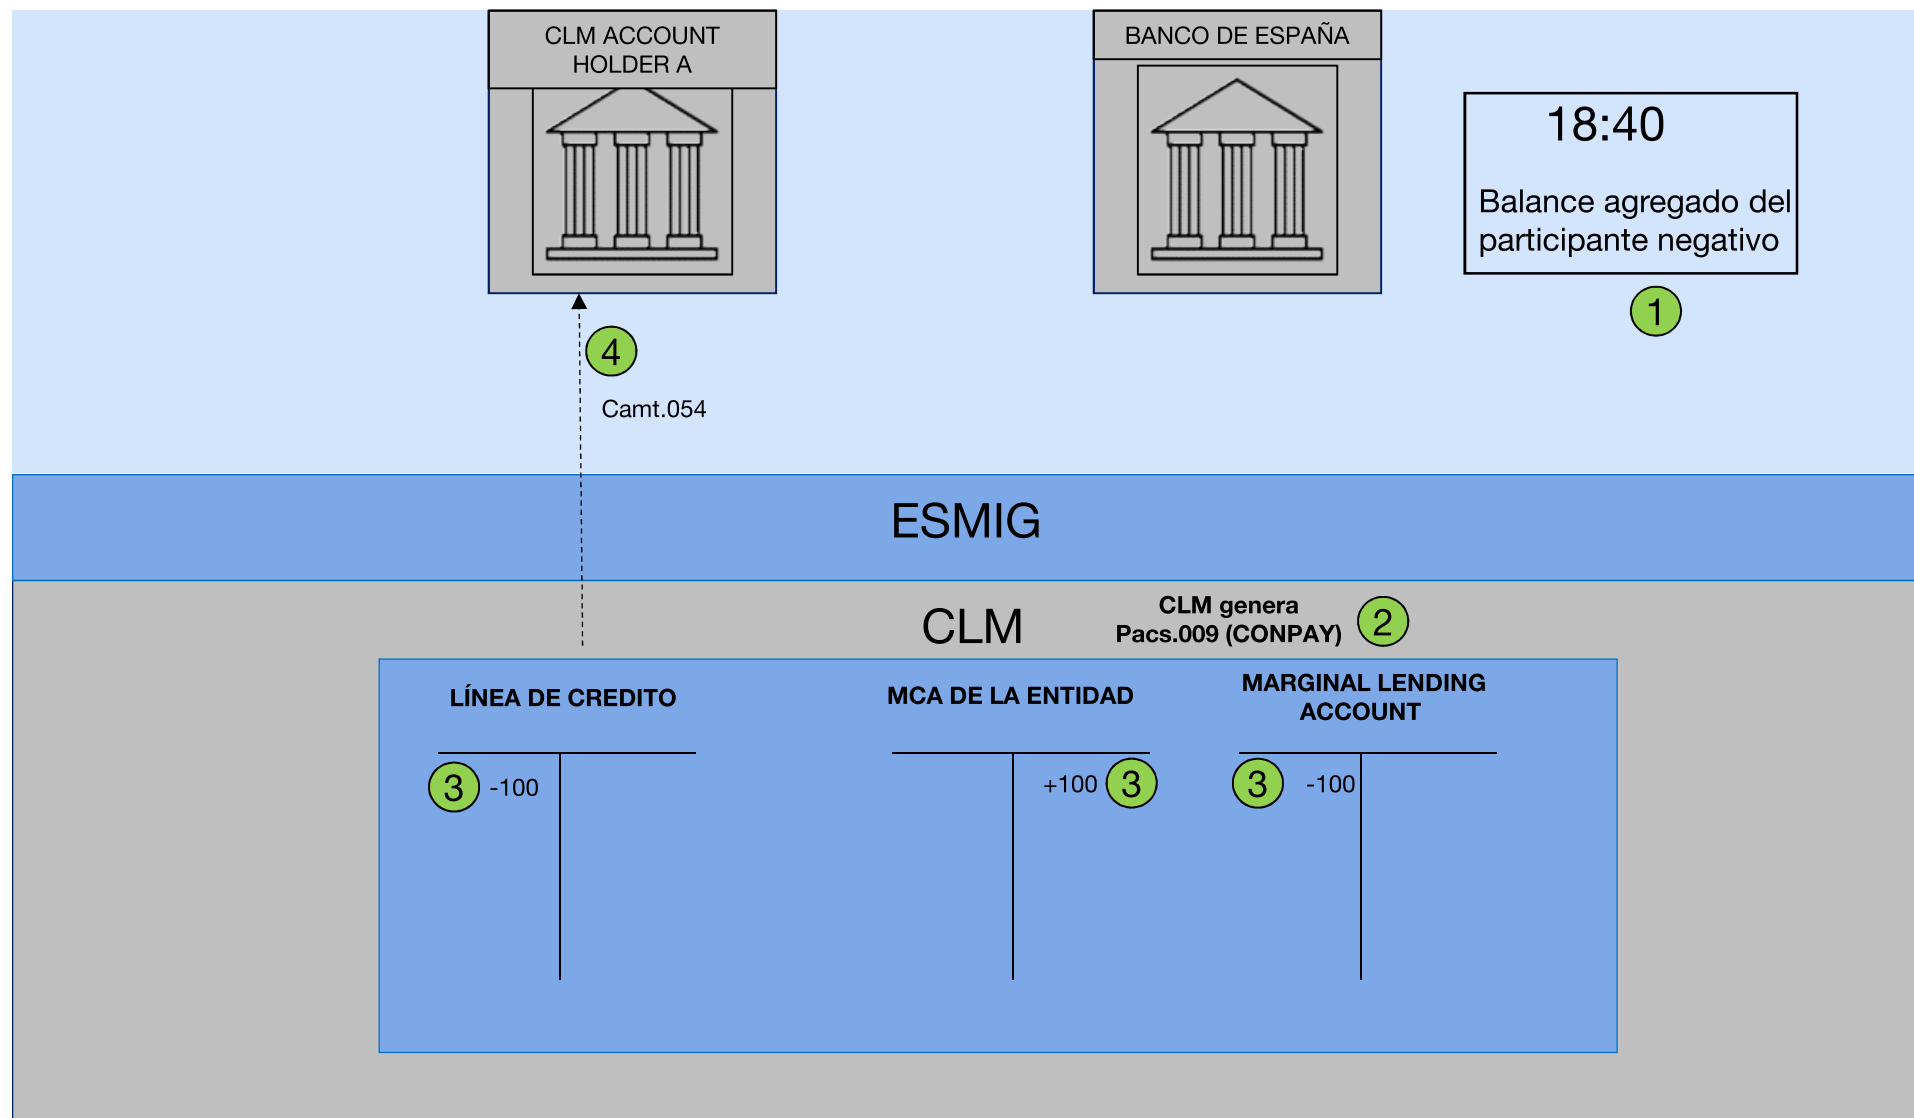 CLM ACCOUNT
HOLDER A
BANCO DE ESPAÑA
18:40
Balance agregado del
participante negativo
1
4
Camt.054
ESMIG
CLM
CLM genera
Pacs.009 (CONPAY)
2
LÍNEA DE CREDITO
MCA DE LA ENTIDAD
MARGINAL LENDING
ACCOUNT
3 -100
+100 3
3 -100